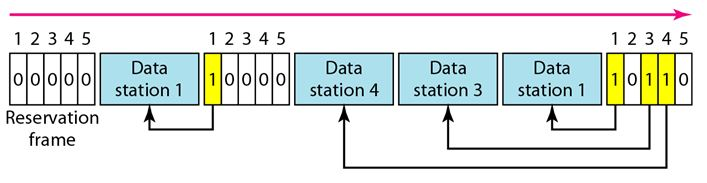 1 2 3 4 5
1 2 3 4 5
1 2 3 4 5
0 0 0 0 0
Data
station 1
1 0 0 0 0
Data
station 4
Data
station 3
Data
station 1
1 0 1 1 0
Reservation
frame